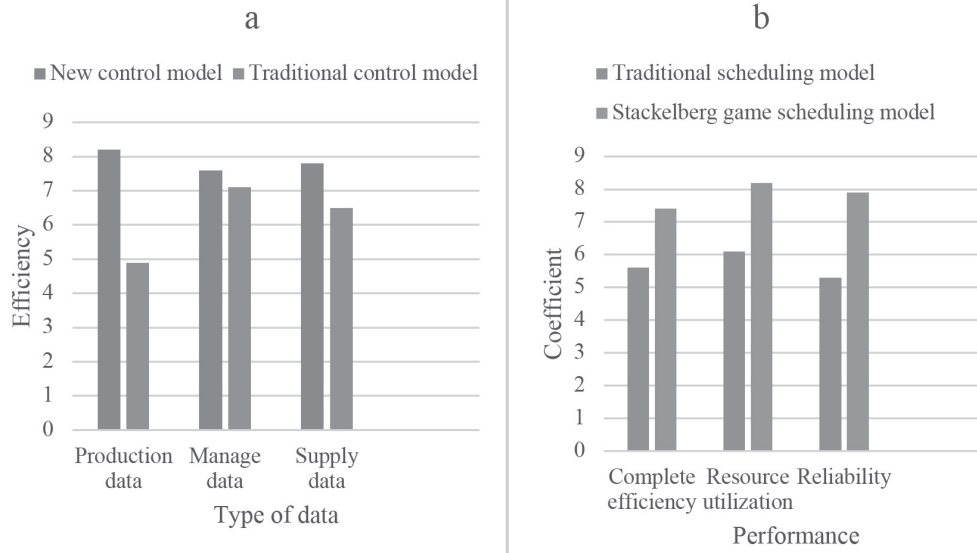 a
New control model Traditional control model
9
8
7
6
5
4
3
2
1
0
Efficiency
Production Manage Supply
data data data
Type of data
b
Traditional scheduling model
Stackelberg game scheduling model
9
8
7
6
5
4
3
2
1
0
Coefficient
Complete Resource Reliability
efficiency utilization
Performance